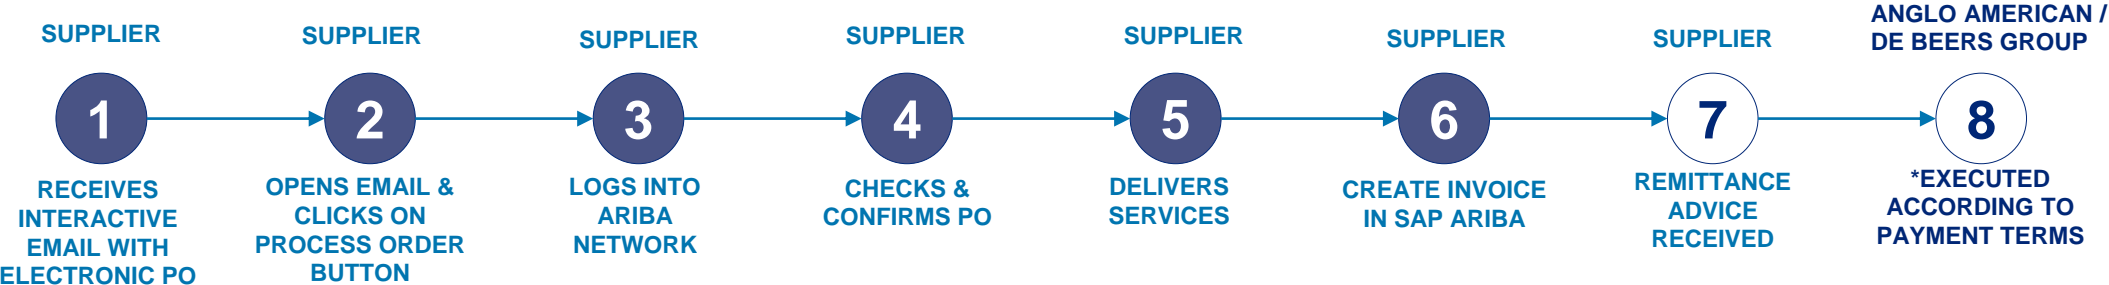 SUPPLIER
1
RECEIVES
INTERACTIVE
EMAIL WITH
ELECTRONIC PO
SUPPLIER
2
OPENS EMAIL &
CLICKS ON
PROCESS ORDER
BUTTON
SUPPLIER
3
LOGS INTO
ARIBA
NETWORK
SUPPLIER
4
CHECKS &
CONFIRMS PO
SUPPLIER
5
DELIVERS
SERVICES
SUPPLIER
6
CREATE INVOICE
IN SAP ARIBA
SUPPLIER
7
REMITTANCE
ADVICE
RECEIVED
ANGLO AMERICAN /
DE BEERS GROUP
8
*EXECUTED
ACCORDING TO
PAYMENT TERMS